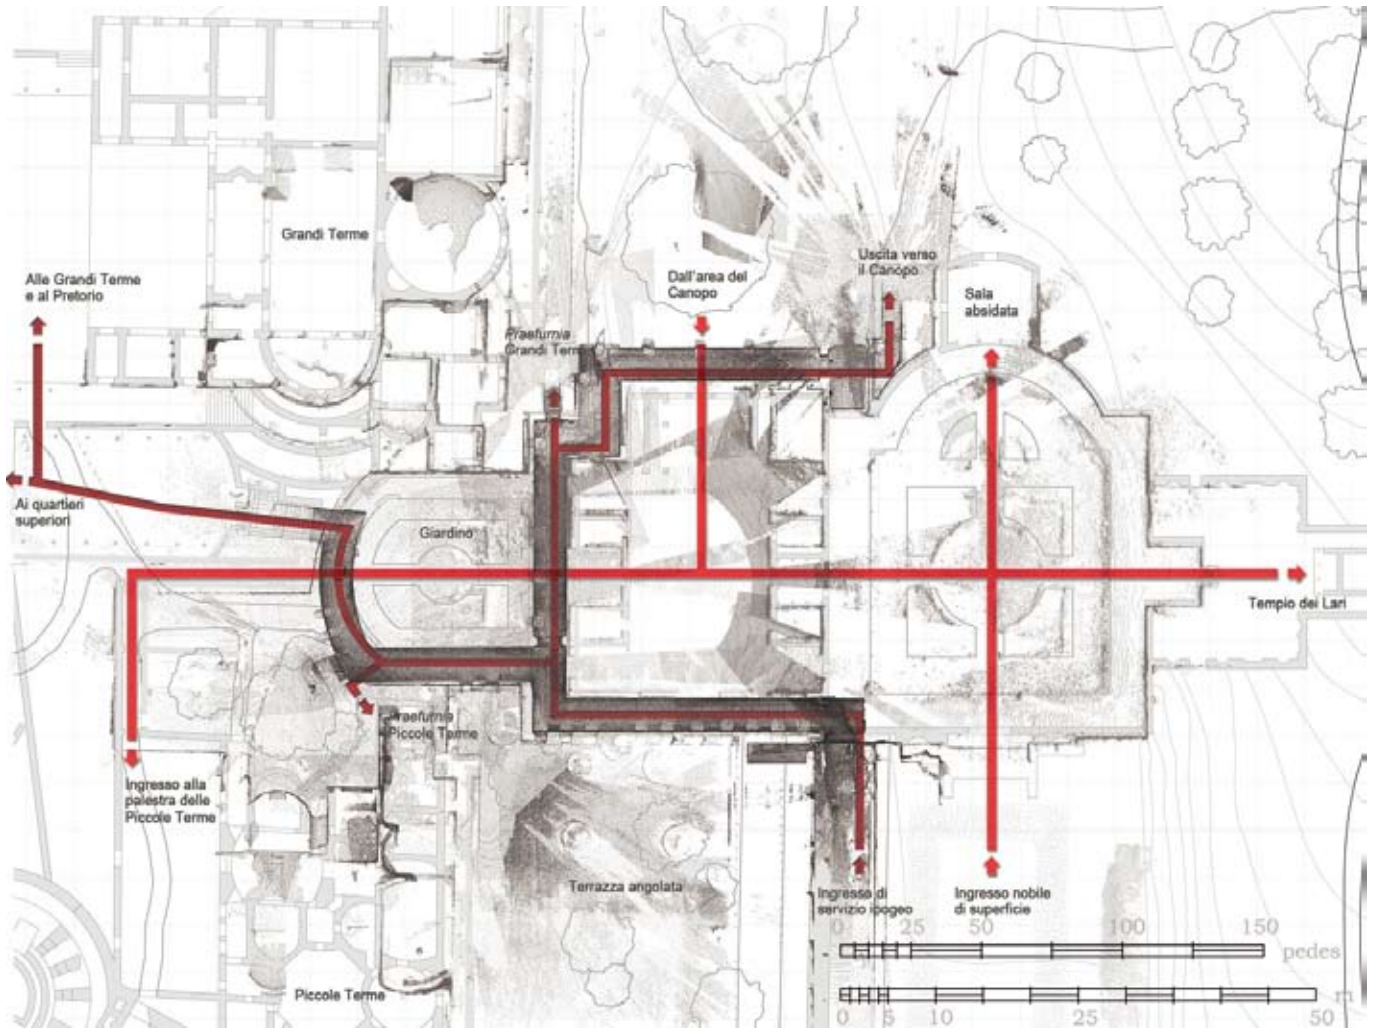 Grandi Terme
Alle Grandi Terme
e al Pretorio
Dall'area del
Canopo
Uscita verso
il Canopo
Sala
absidata
Praefurnia
Grandi Term
Ai quartieri
superiori
Giardino
Tempio dei Lari
Praefurnia
Piccole Terme
Ingresso alla
palestra delle
Piccole Terme
Terrazza angolata
Ingresso di
servizio ipogeo
Ingresso nobile
di superficie
Piccole Terme
0 25 50 100 150
pedes
m
0 5 10 25 50